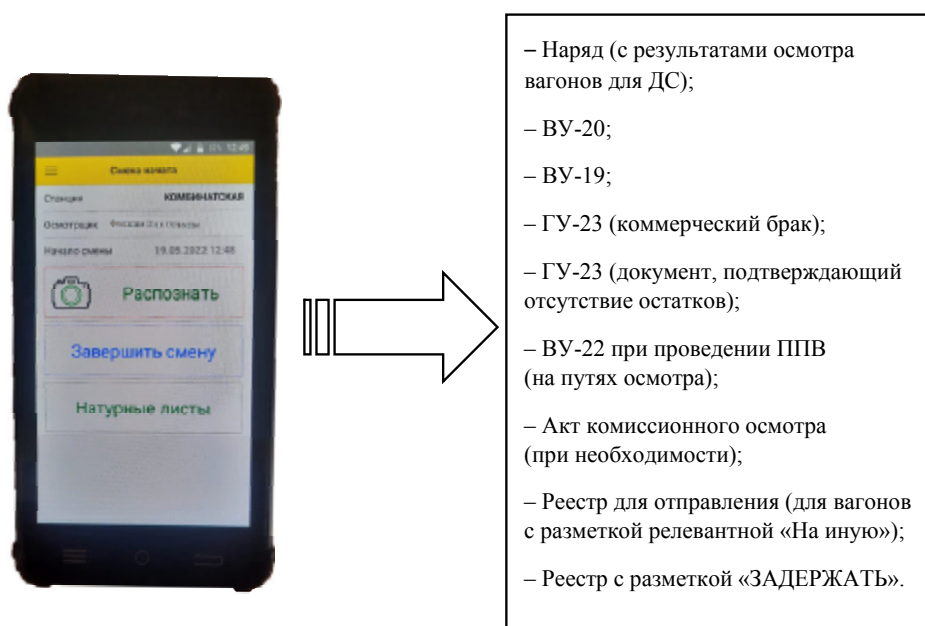 12:49
Смена начата
Станция КОМБИНАТСКАЯ
Осмотрщик
Начало смены 19.05.2022 12:48
Распознать
Завершить смену
Натурные листы
– Наряд (с результатами осмотра
вагонов для ДС);
– ВУ-20;
– ВУ-19;
– ГУ-23 (коммерческий брак);
– ГУ-23 (документ, подтверждающий
отсутствие остатков);
– ВУ-22 при проведении ППВ
(на путях осмотра);
– Акт комиссионного осмотра
(при необходимости);
– Реестр для отправления (для вагонов
с разметкой релевантной «На иную»);
– Реестр с разметкой «ЗАДЕРЖАТЬ».